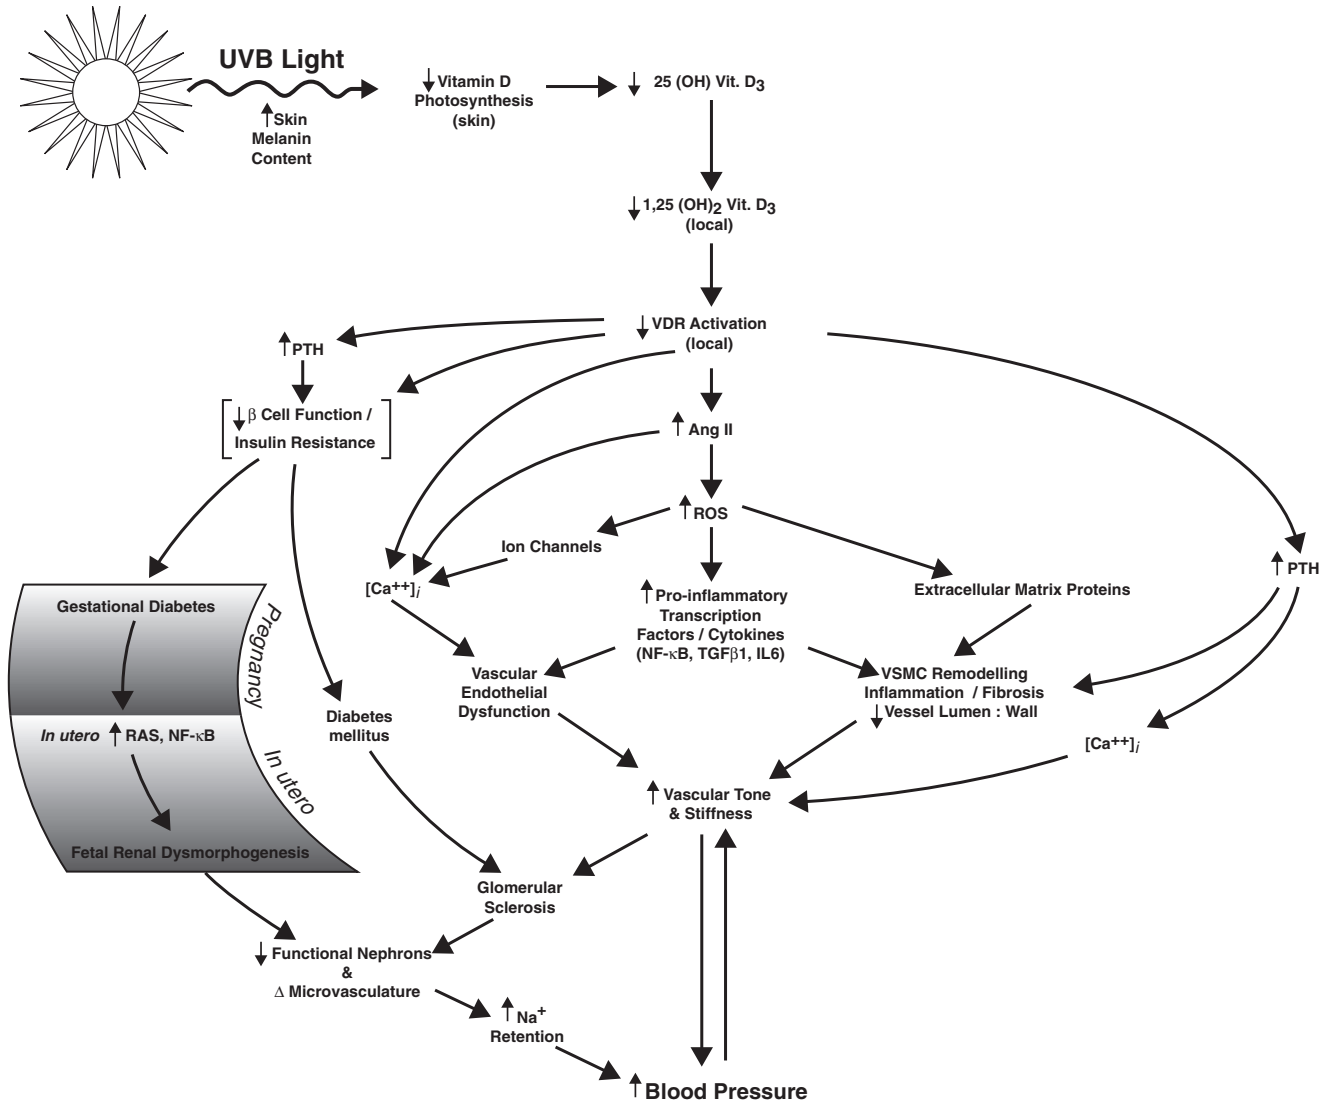 UVB Light
↑Skin
Melanin
Content
↓Vitamin D
Photosynthesis
(skin)
↓ 25 (OH) Vit. D3
↓1,25 (OH)2 Vit. D3
(local)
↓VDR Activation
(local)
↑PTH
↓β Cell Function /
Insulin Resistance
↑Ang II
↑ROS
Ion Channels
[Ca++]i
↑Pro-inflammatory
Transcription
Factors / Cytokines
(NF-κB, TGFβ1, IL6)
Extracellular Matrix Proteins
↑PTH
Gestational Diabetes
Pregnancy
In utero ↑RAS, NF-κB
In utero
Fetal Renal Dysmorphogenesis
Diabetes
mellitus
Vascular
Endothelial
Dysfunction
VSMC Remodelling
Inflammation / Fibrosis
↓Vessel Lumen : Wall
[Ca++]i
↑Vascular Tone
& Stiffness
Glomerular
Sclerosis
↓Functional Nephrons
&
Δ Microvasculature
↑Na+
Retention
↑Blood Pressure